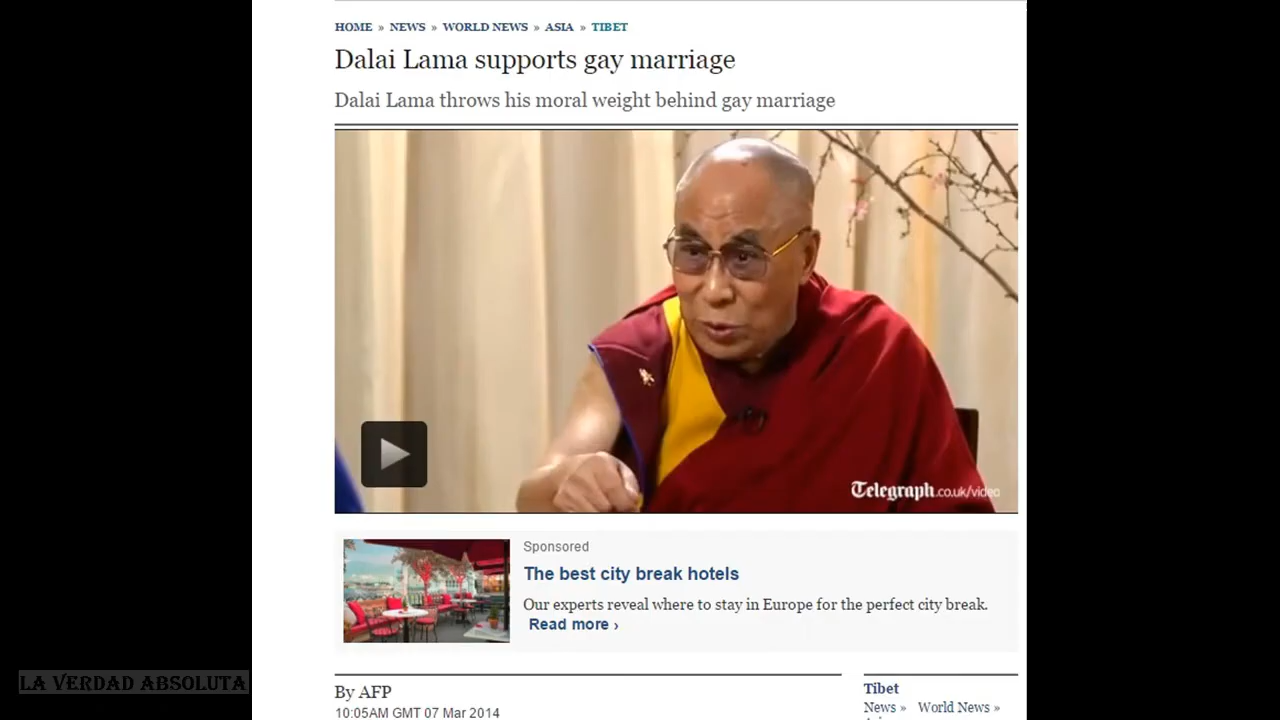 HOME » NEWS » WORLD NEWS » ASIA » TIBET
Dalai Lama supports gay marriage
Dalai Lama throws his moral weight behind gay marriage
Telegraph.co.uk/video
Sponsored
The best city break hotels
Our experts reveal where to stay in Europe for the perfect city break.
Read more ›
LA VERDAD ABSOLUTA
By AFP
10:05AM GMT 07 Mar 2014
Tibet
News » World News »